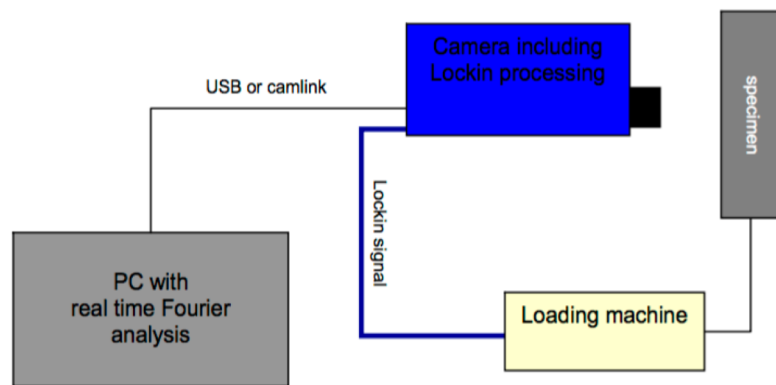 Camera including
Lockin processing
USB or camlink
specimen
Lockin signal
PC with
real time Fourier
analysis
Loading machine